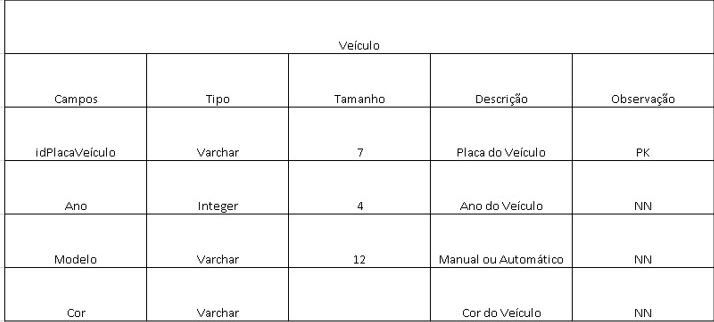 Veículo
Campos Tipo Tamanho Descrição Observação
idPlacaVeículo Varchar 7 Placa do Veículo PK
Ano Integer 4 Ano do Veículo NN
Modelo Varchar 12 Manual ou Automático NN
Cor Varchar Cor do Veículo NN